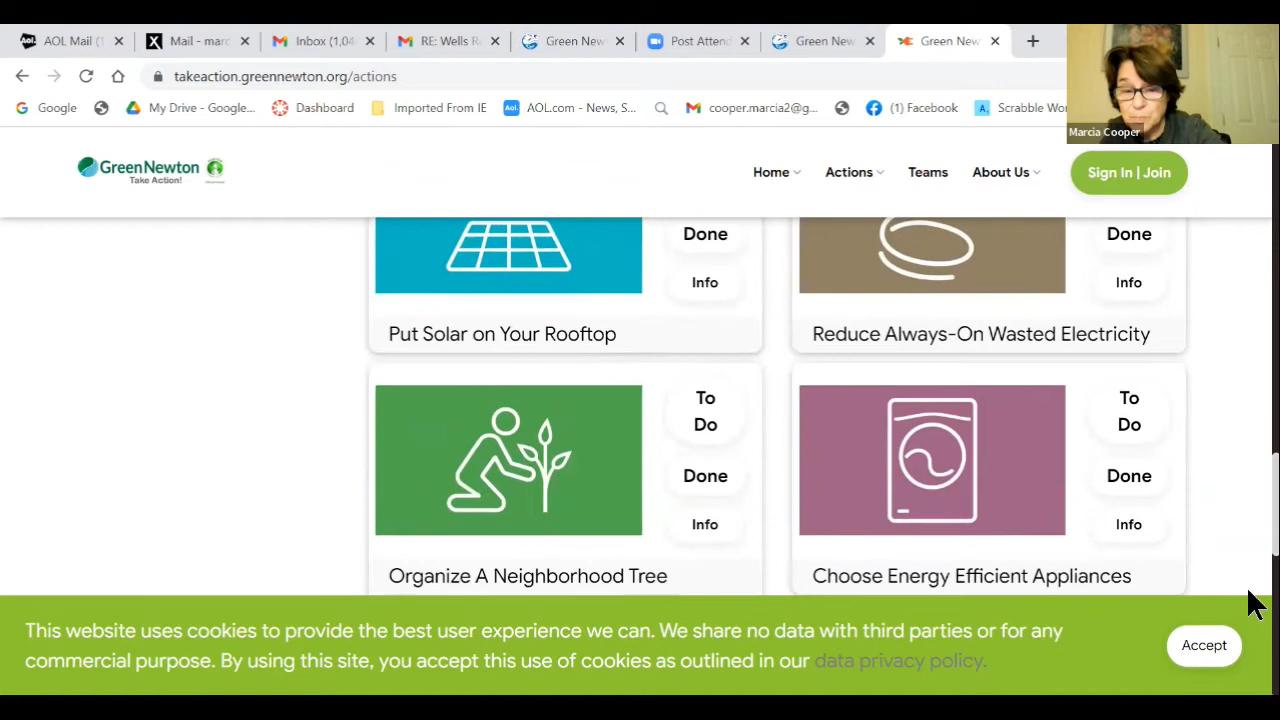 AOL Mail (1
Mail - marc
Inbox (1,04
RE: Wells R
Green New
Post Attend
Green New
Green New
takeaction.greennewton.org/actions
Google
My Drive - Google...
Dashboard
Imported From IE
Aol.
AOL.com - News, S...
cooper.marcia2@g...
(1) Facebook
A.
Scrabble Wor
Marcia Cooper
GreenNewton
Take Action!
Home
Actions
Teams
About Us
Sign In | Join
Done
Info
Put Solar on Your Rooftop
Done
Info
Reduce Always-On Wasted Electricity
To
Do
Done
Info
Organize A Neighborhood Tree
To
Do
Done
Info
Choose Energy Efficient Appliances
This website uses cookies to provide the best user experience we can. We share no data with third parties or for any
commercial purpose. By using this site, you accept this use of cookies as outlined in our data privacy policy.
Accept